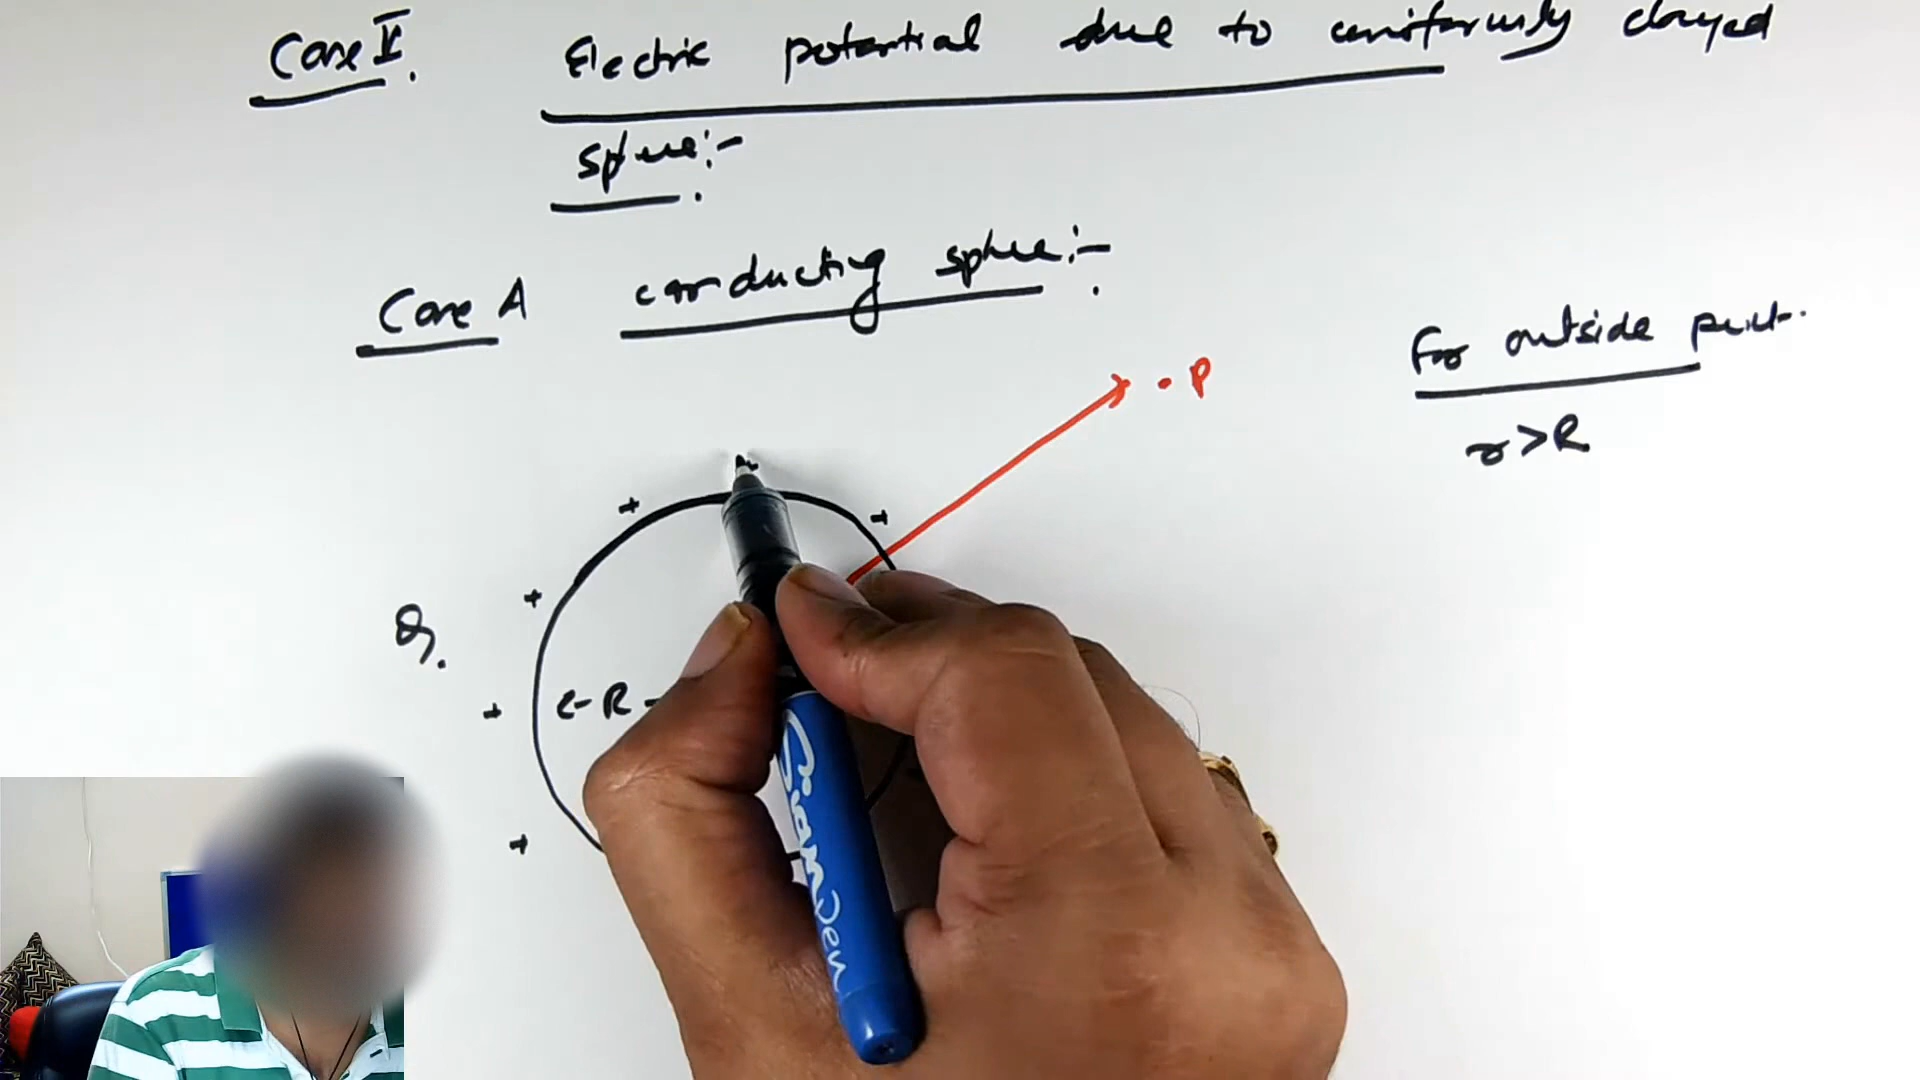 Case V. Electric potential due to uniformly charged
sphere:-
Case A conducting sphere:-
For outside point.
r>R
P
+ +
+
Q.
R
+
+